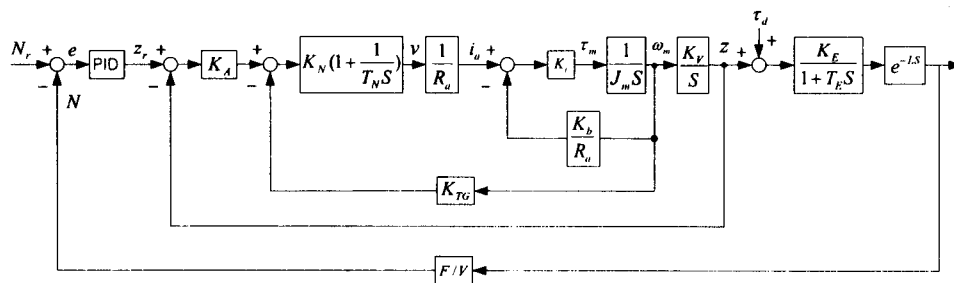 N_r + − e PID z_r + − K_A + − K_N(1 + 1/(T_N S)) v 1/R_a i_a + − K_t τ_m 1/(J_m S) ω_m K_V/S z + τ_d + K_E/(1 + T_E S) e^{-LS}
N
K_b/R_a
K_TG
F/V